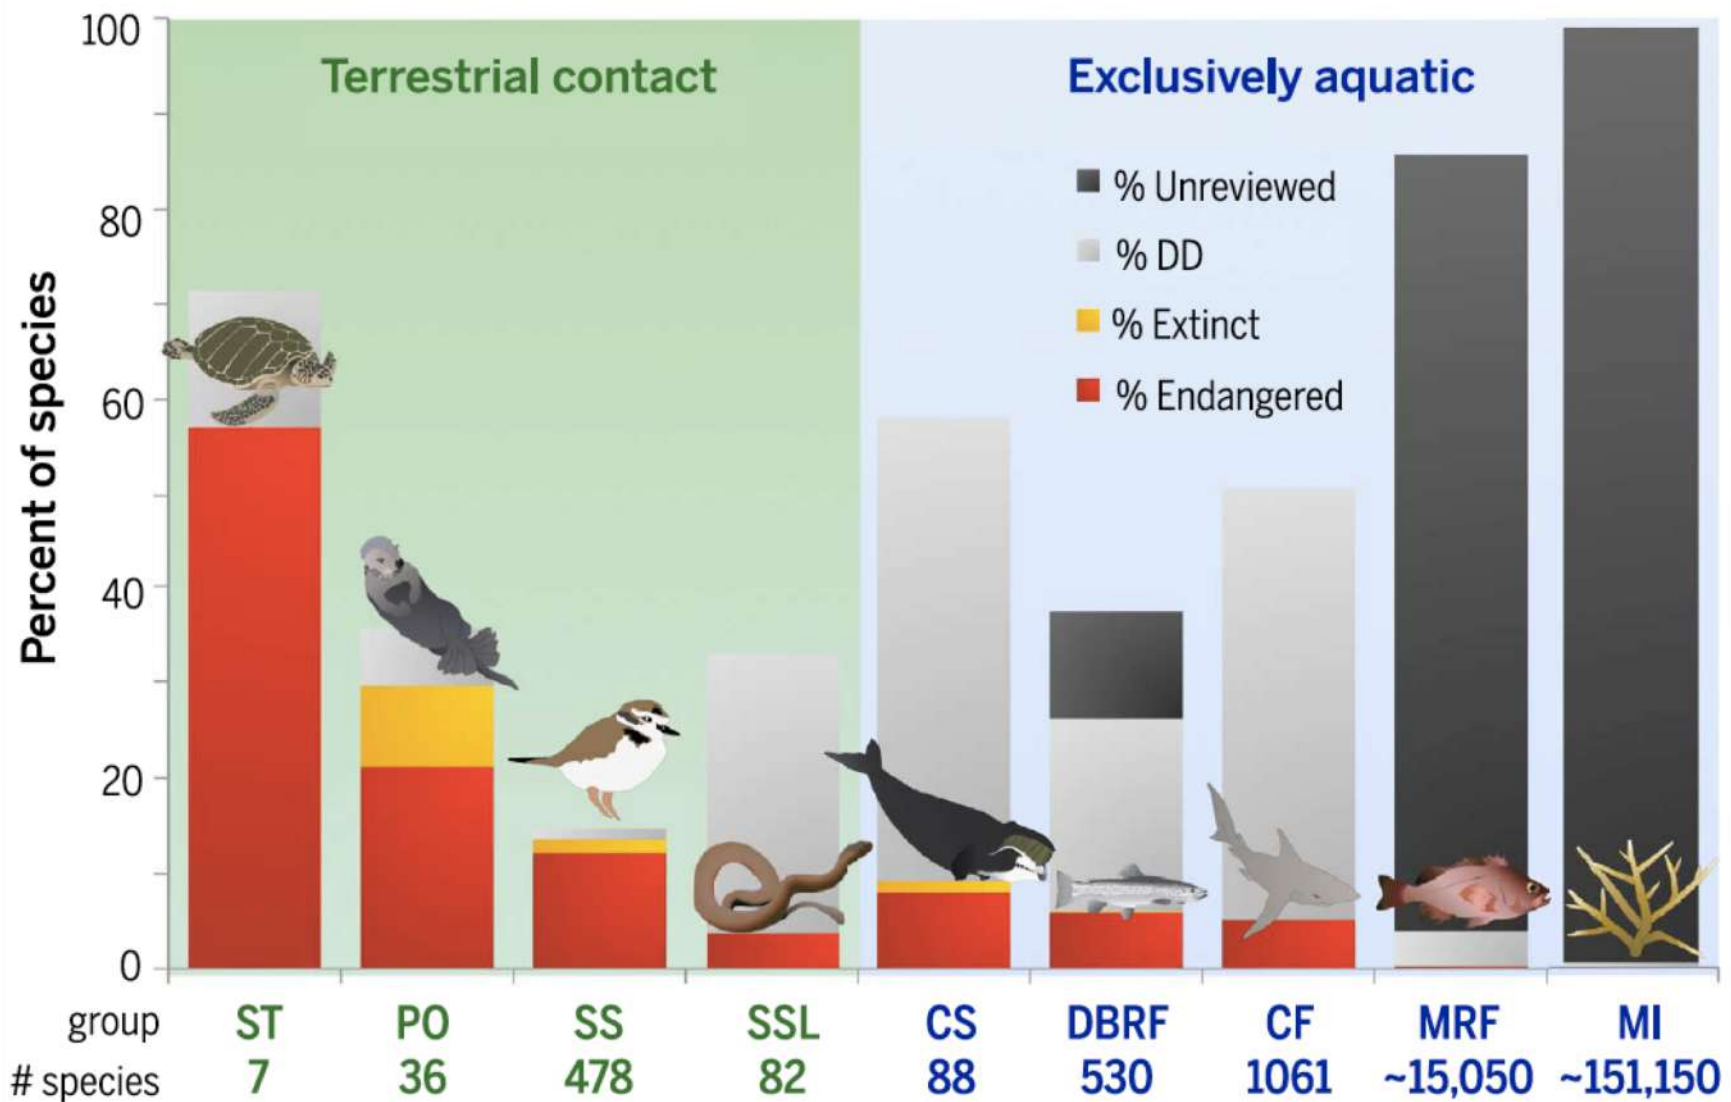 Percent of species
100
80
60
40
20
0
Terrestrial contact
Exclusively aquatic
% Unreviewed
% DD
% Extinct
% Endangered
group ST PO SS SSL CS DBRF CF MRF MI
# species 7 36 478 82 88 530 1061 ~15,050 ~151,150